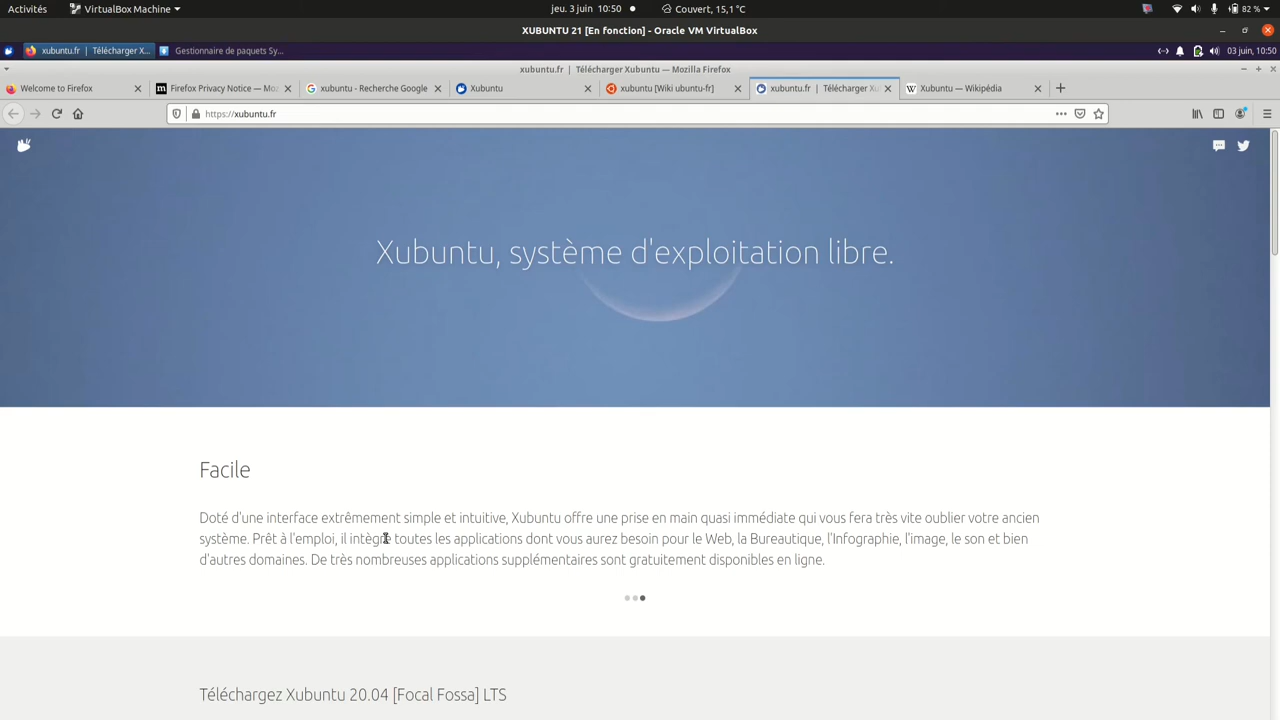 Activités
VirtualBox Machine
jeu. 3 juin 10:50
Couvert, 15,1 °C
82 %
XUBUNTU 21 [En fonction] - Oracle VM VirtualBox
xubuntu.fr | Télécharger X...
Gestionnaire de paquets Sy...
03 juin, 10:50
xubuntu.fr | Télécharger Xubuntu — Mozilla Firefox
Welcome to Firefox
Firefox Privacy Notice — Moz
xubuntu - Recherche Google
Xubuntu
xubuntu [Wiki ubuntu-fr]
xubuntu.fr | Télécharger Xu
Xubuntu — Wikipédia
https://xubuntu.fr
Xubuntu, système d'exploitation libre.
Facile
Doté d'une interface extrêmement simple et intuitive, Xubuntu offre une prise en main quasi immédiate qui vous fera très vite oublier votre ancien
système. Prêt à l'emploi, il intègre toutes les applications dont vous aurez besoin pour le Web, la Bureautique, l'Infographie, l'image, le son et bien
d'autres domaines. De très nombreuses applications supplémentaires sont gratuitement disponibles en ligne.
Téléchargez Xubuntu 20.04 [Focal Fossa] LTS